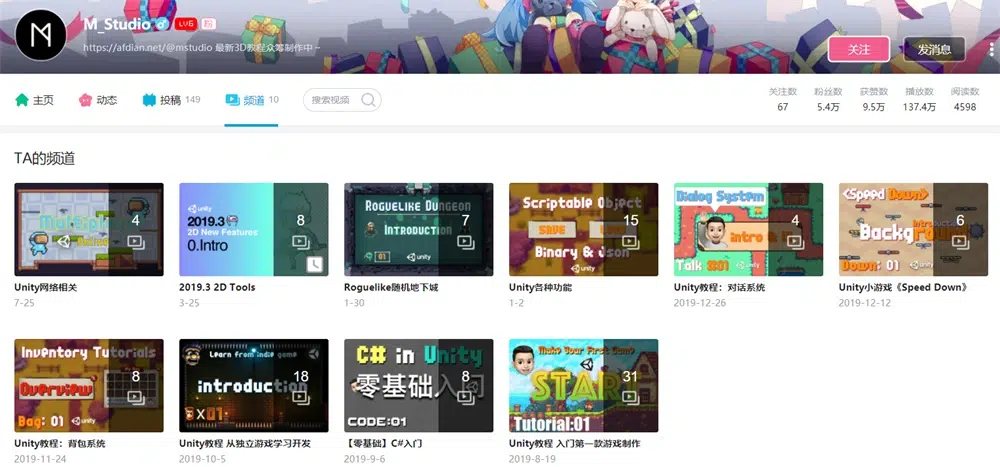 M
M_Studio LV6 粉
https://afdian.net/@mstudio 最新3D教程众筹制作中~
关注 发消息
主页 动态 投稿 149 频道 10 搜索视频
关注数 粉丝数 获赞数 播放数 阅读数
67 5.4万 9.5万 137.4万 4598
TA的频道
4
unity
2019.3
2D New Features
0.Intro
8
Roguelike Dungeon
Introduction
01 unity
7
Scriptable Object
SAVE
Binary & Json
unity
15
Dialog System
Intro &
Talk #01 unity
4
<Speed Down>
Introduction
Background
Down: 01 unity
6
Unity网络相关
2019.3 2D Tools
Roguelike随机地下城
Unity各种功能
Unity教程：对话系统
Unity小游戏《Speed Down》
7-25
3-25
1-30
1-2
2019-12-26
2019-12-12
Inventory Tutorials
Overview
Bag: 01 unity
8
Learn from indie game
introduction
X01
18
C# in Unity
零基础入门
CODE:01
8
Make Your First Game
START
Tutorial:01
31
Unity教程：背包系统
Unity教程 从独立游戏学习开发
【零基础】C#入门
Unity教程 入门第一款游戏制作
2019-11-24
2019-10-5
2019-9-6
2019-8-19